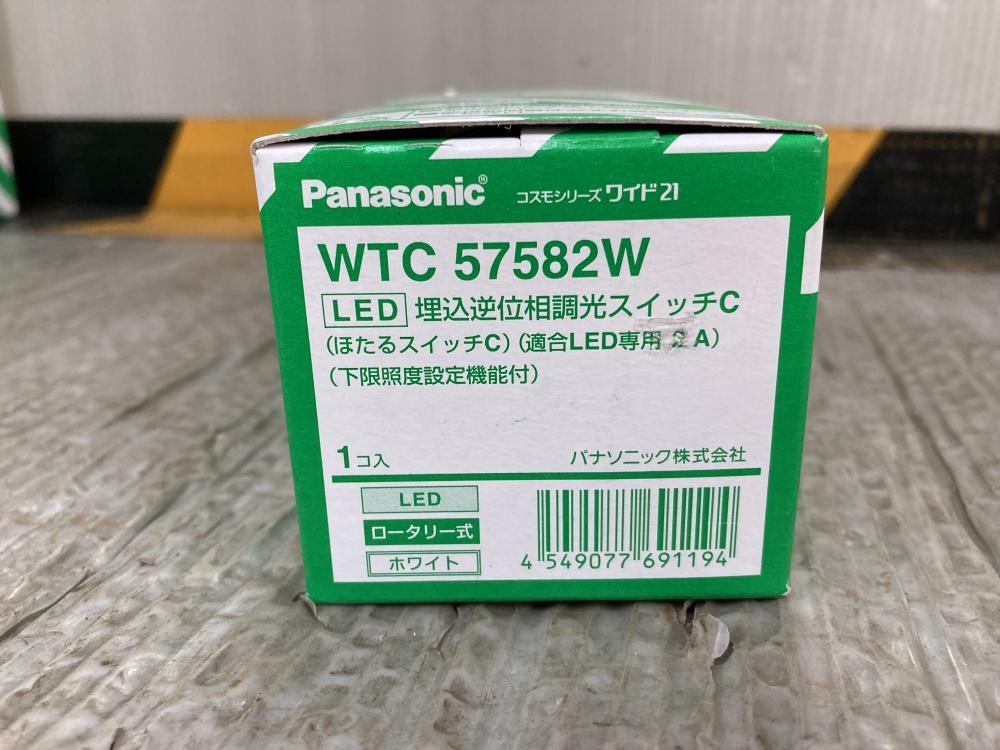 Panasonic® コスモシリーズ ワイド21
WTC 57582W
LED 埋込逆位相調光スイッチC
(ほたるスイッチC)(適合LED専用 A)
(下限照度設定機能付)
1コ入 パナソニック株式会社
LED
ロータリー式
ホワイト
4 549077 691194